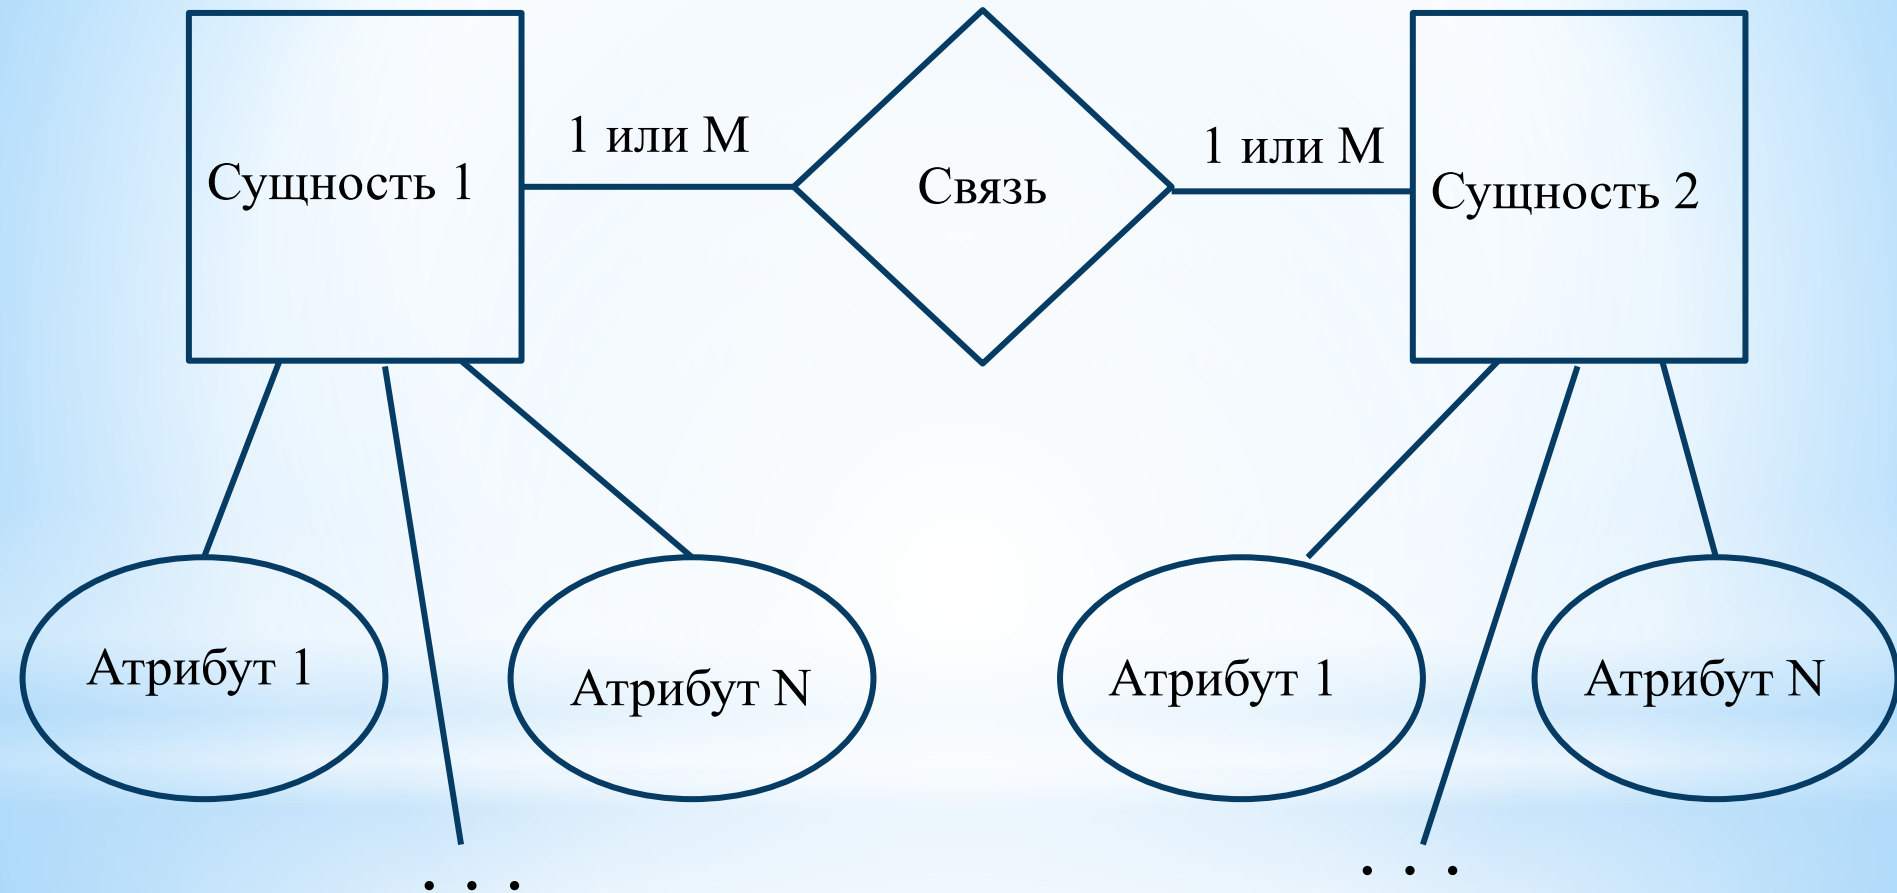 Сущность 1
1 или М
Связь
1 или М
Сущность 2
Атрибут 1
Атрибут N
Атрибут 1
Атрибут N
. . .
. . .